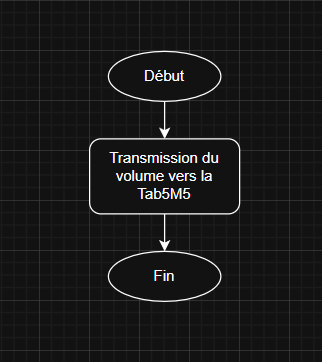 Début
Transmission du
volume vers la
Tab5M5
Fin